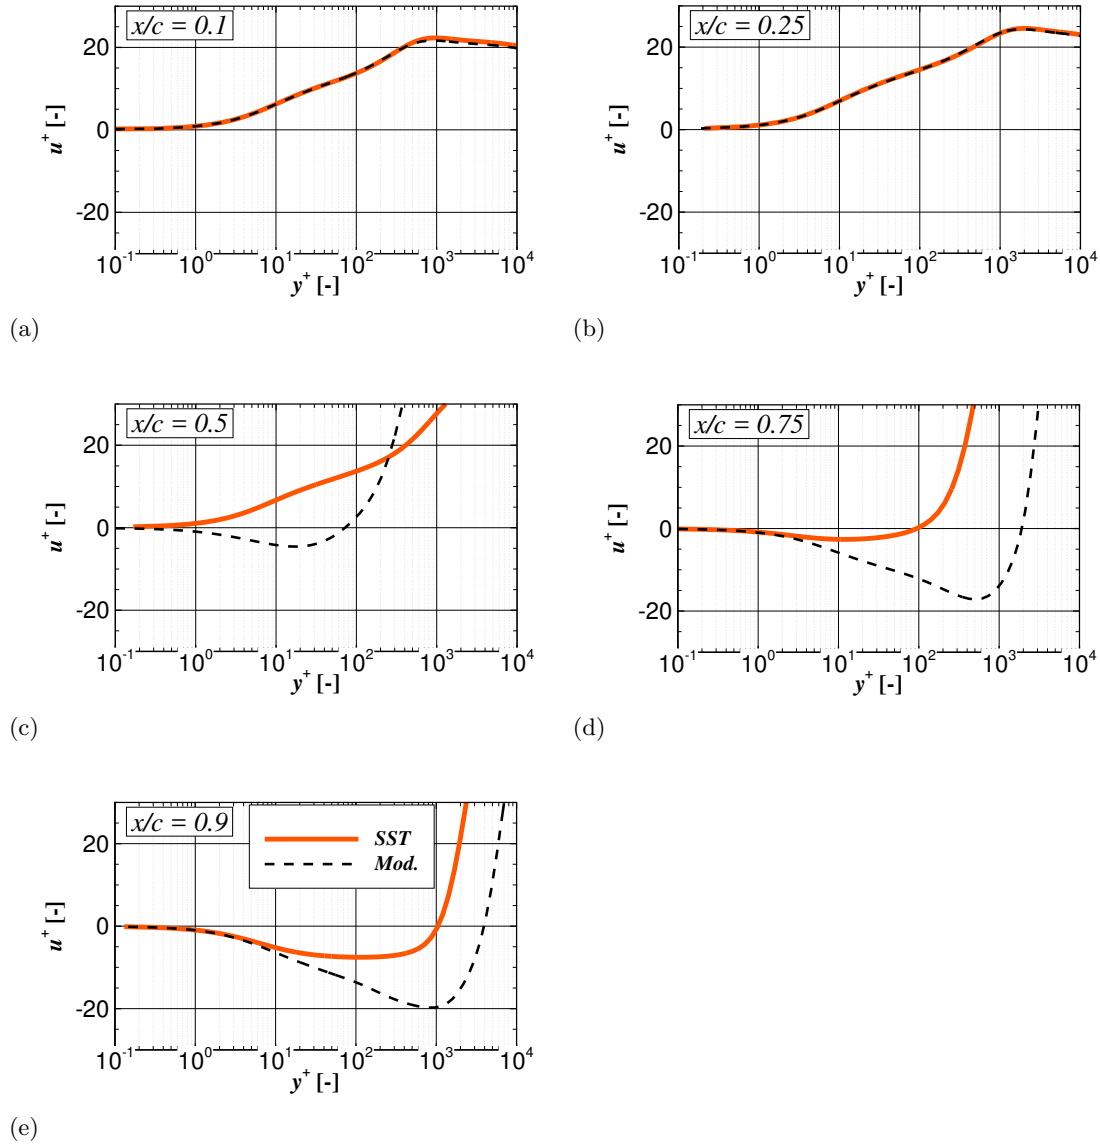 x/c = 0.1
u⁺ [-]
20
0
-20
10⁻¹ 10⁰ 10¹ 10² 10³ 10⁴
y⁺ [-]
(a)
x/c = 0.25
u⁺ [-]
20
0
-20
10⁻¹ 10⁰ 10¹ 10² 10³ 10⁴
y⁺ [-]
(b)
x/c = 0.5
u⁺ [-]
20
0
-20
10⁻¹ 10⁰ 10¹ 10² 10³ 10⁴
y⁺ [-]
(c)
x/c = 0.75
u⁺ [-]
20
0
-20
10⁻¹ 10⁰ 10¹ 10² 10³ 10⁴
y⁺ [-]
(d)
x/c = 0.9
SST
Mod.
u⁺ [-]
20
0
-20
10⁻¹ 10⁰ 10¹ 10² 10³ 10⁴
y⁺ [-]
(e)